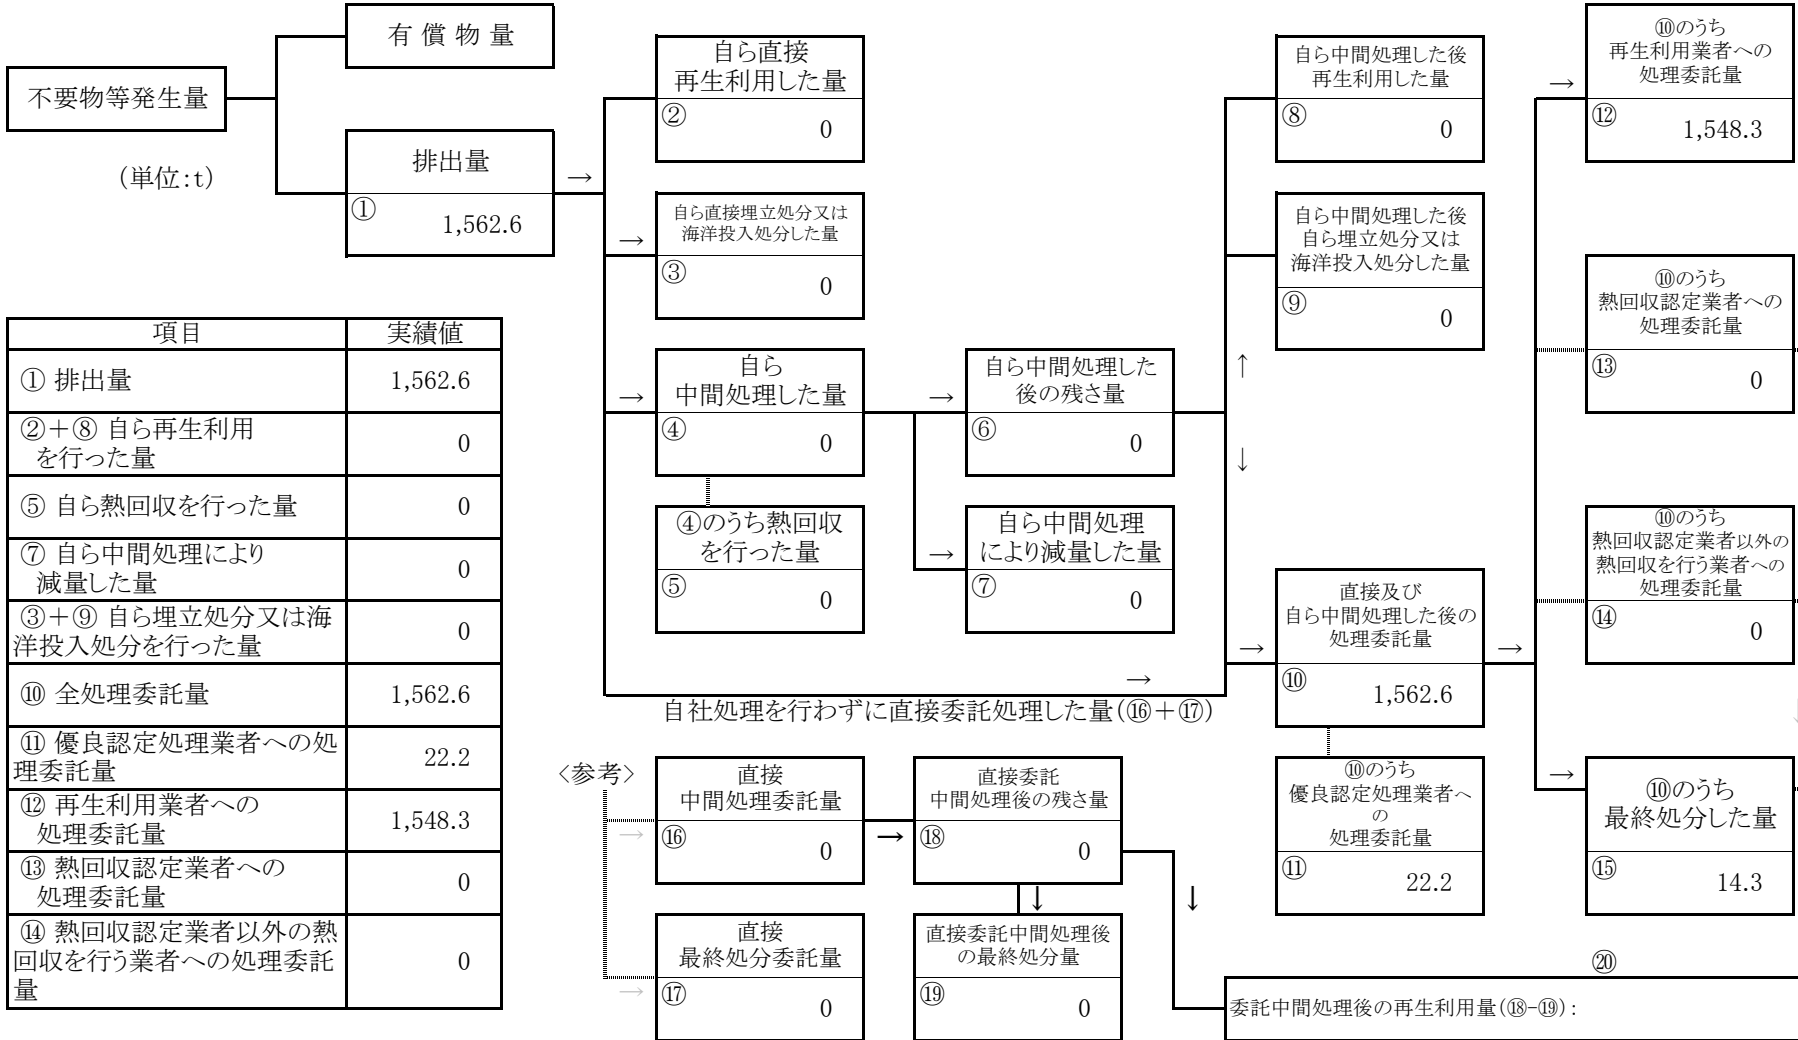 不要物等発生量
(単位:t)
有 償 物 量
排出量
① 1,562.6
→
自ら直接
再生利用した量
② 0
→
自ら直接埋立処分又は
海洋投入処分した量
③ 0
→
自ら
中間処理した量
④ 0
④のうち熱回収
を行った量
⑤ 0
→
自ら中間処理した
後の残さ量
⑥ 0
→
自ら中間処理
により減量した量
⑦ 0
自ら中間処理した後
再生利用した量
⑧ 0
自ら中間処理した後
自ら埋立処分又は
海洋投入処分した量
⑨ 0
↑
↓
→
直接及び
自ら中間処理した後の
処理委託量
⑩ 1,562.6
→
⑩のうち
優良認定処理業者へ
の
処理委託量
⑪ 22.2
→
⑩のうち
再生利用業者への
処理委託量
⑫ 1,548.3
⑩のうち
熱回収認定業者への
処理委託量
⑬ 0
⑩のうち
熱回収認定業者以外の
熱回収を行う業者への
処理委託量
⑭ 0
→
⑩のうち
最終処分した量
⑮ 14.3
→
自社処理を行わずに直接委託処理した量(⑯+⑰)
<参考>
→
直接
中間処理委託量
⑯ 0
→
直接
最終処分委託量
⑰ 0
→
直接委託
中間処理後の残さ量
⑱ 0
↓
直接委託中間処理後
の最終処分量
⑲ 0
↓
⑳
委託中間処理後の再生利用量(⑱-⑲):
項目 実績値
① 排出量 1,562.6
②+⑧ 自ら再生利用
を行った量 0
⑤ 自ら熱回収を行った量 0
⑦ 自ら中間処理により
減量した量 0
③+⑨ 自ら埋立処分又は海
洋投入処分を行った量 0
⑩ 全処理委託量 1,562.6
⑪ 優良認定処理業者への処
理委託量 22.2
⑫ 再生利用業者への
処理委託量 1,548.3
⑬ 熱回収認定業者への
処理委託量 0
⑭ 熱回収認定業者以外の熱
回収を行う業者への処理委託
量 0